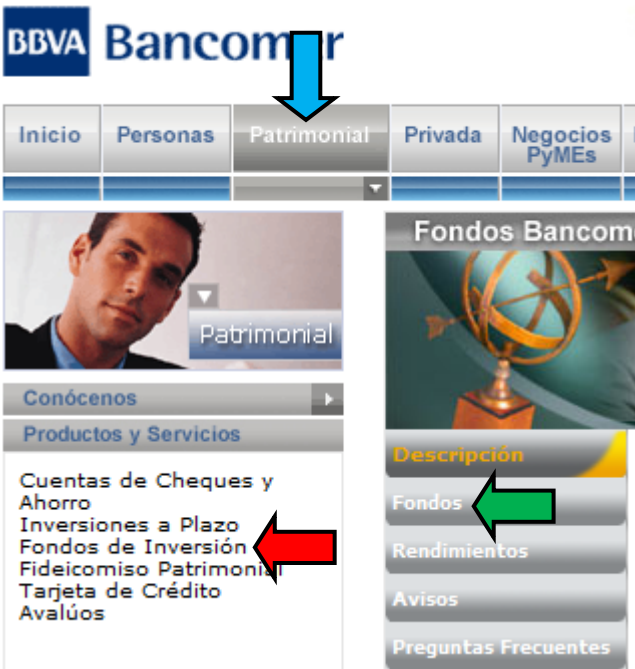 BBVA Bancomer
Inicio
Personas
Patrimonial
Privada
Negocios
PyMEs
Patrimonial
Conócenos
Productos y Servicios
Cuentas de Cheques y
Ahorro
Inversiones a Plazo
Fondos de Inversión
Fideicomiso Patrimonial
Tarjeta de Crédito
Avalúos
Fondos Bancom
Descripción
Fondos
Rendimientos
Avisos
Preguntas Frecuentes